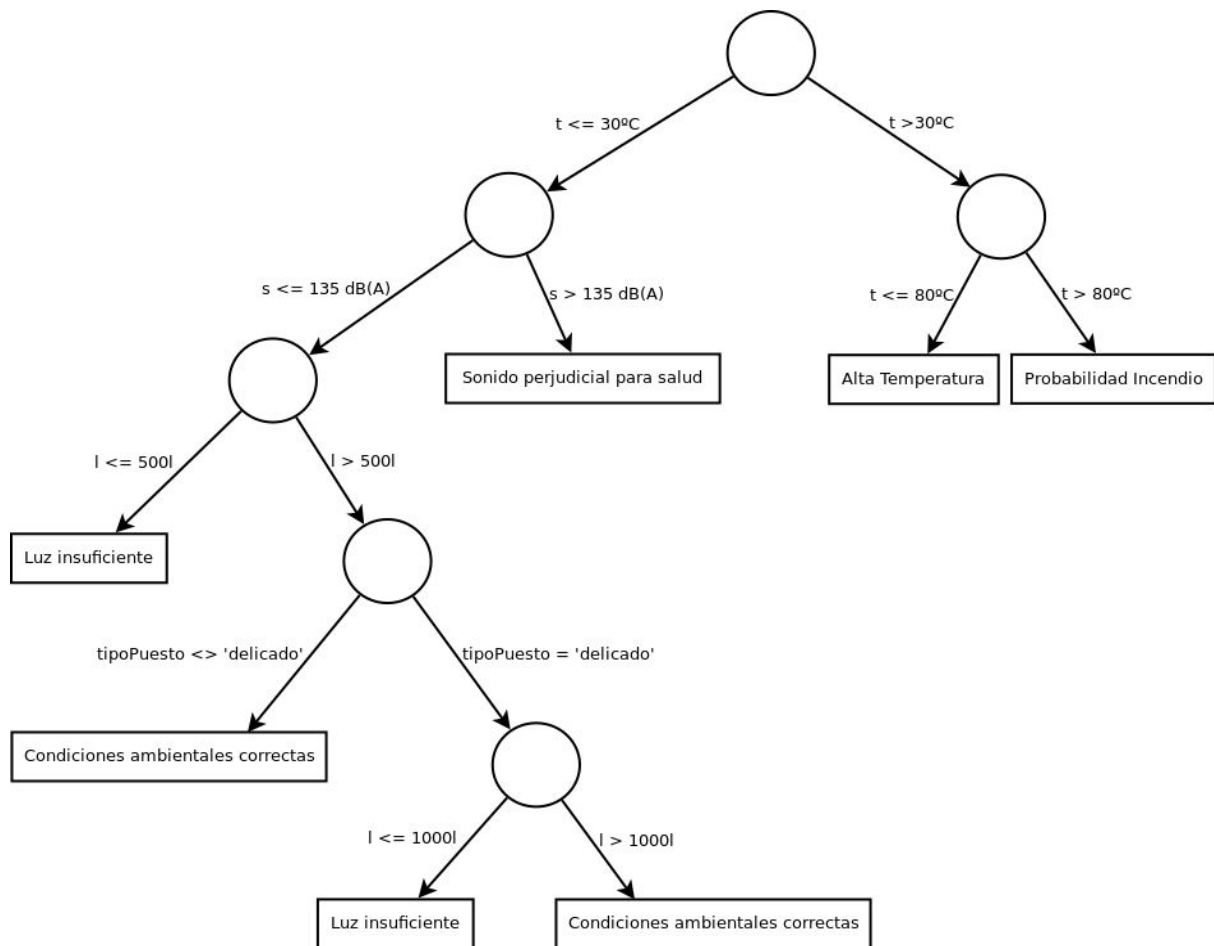 t <= 30ºC
t >30ºC
s <= 135 dB(A)
s > 135 dB(A)
t <= 80ºC
t > 80ºC
Sonido perjudicial para salud
Alta Temperatura
Probabilidad Incendio
l <= 500l
l > 500l
Luz insuficiente
tipoPuesto <> 'delicado'
tipoPuesto = 'delicado'
Condiciones ambientales correctas
l <= 1000l
l > 1000l
Luz insuficiente
Condiciones ambientales correctas